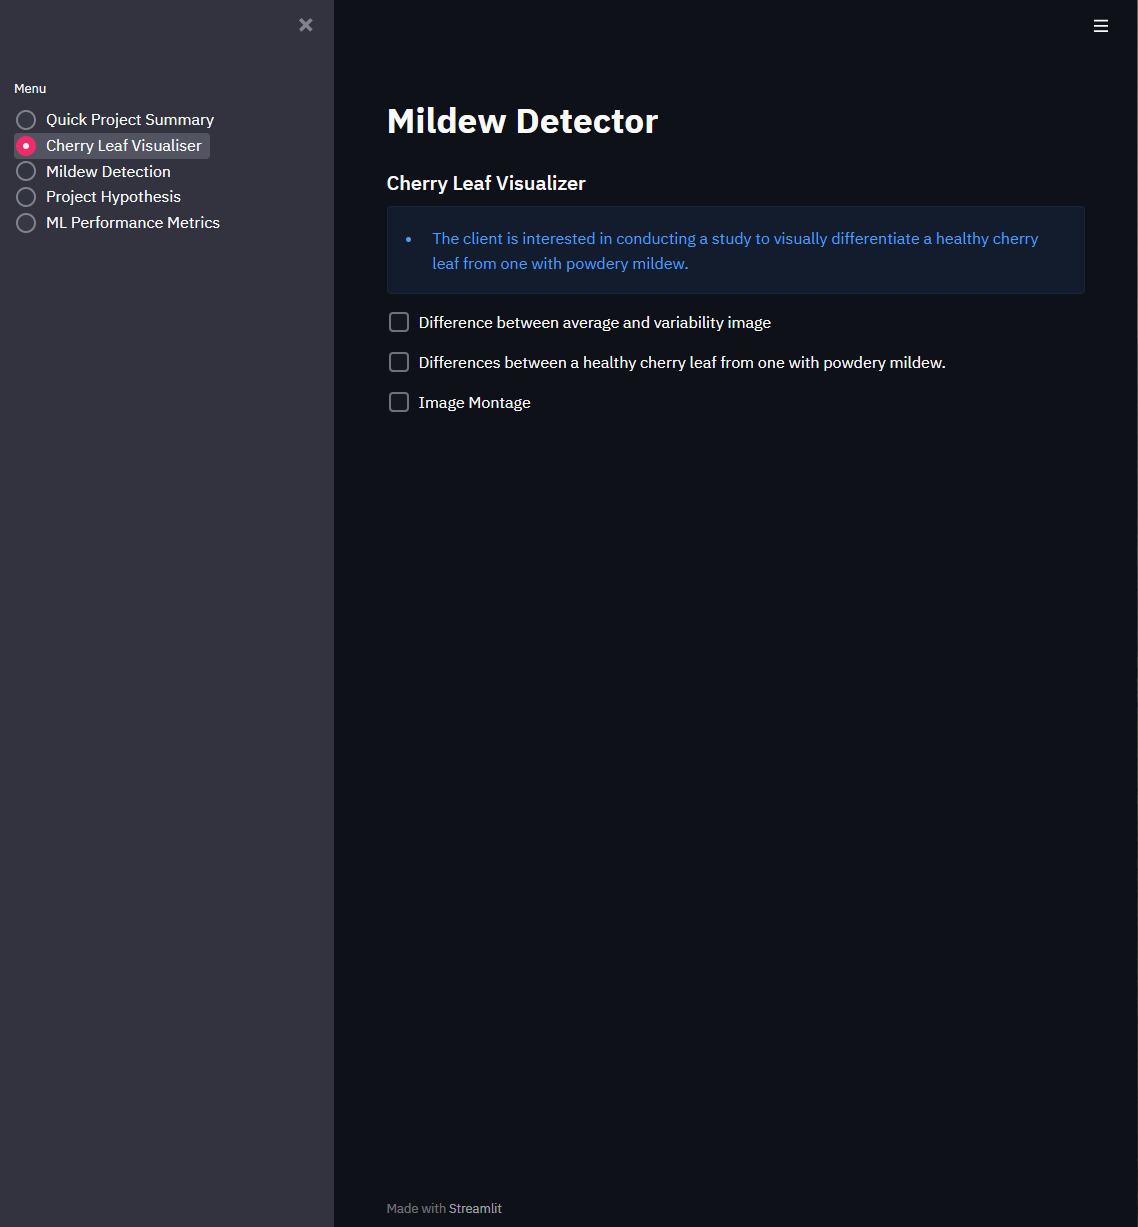 Menu
Quick Project Summary
Cherry Leaf Visualiser
Mildew Detection
Project Hypothesis
ML Performance Metrics
Mildew Detector
Cherry Leaf Visualizer
The client is interested in conducting a study to visually differentiate a healthy cherry
leaf from one with powdery mildew.
Difference between average and variability image
Differences between a healthy cherry leaf from one with powdery mildew.
Image Montage
Made with Streamlit